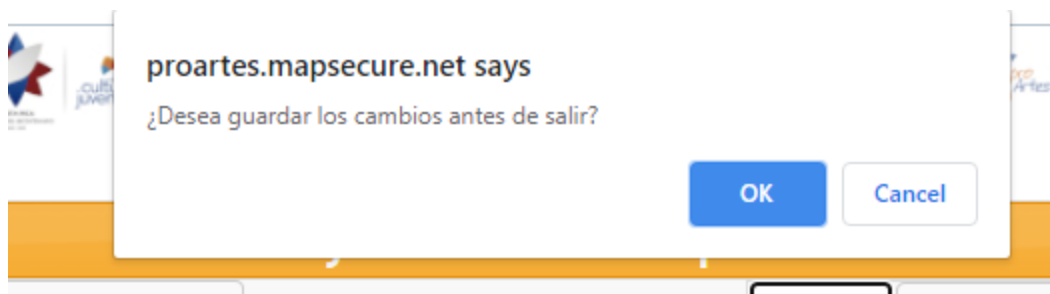 proartes.mapsecure.net says
¿Desea guardar los cambios antes de salir?
OK
Cancel